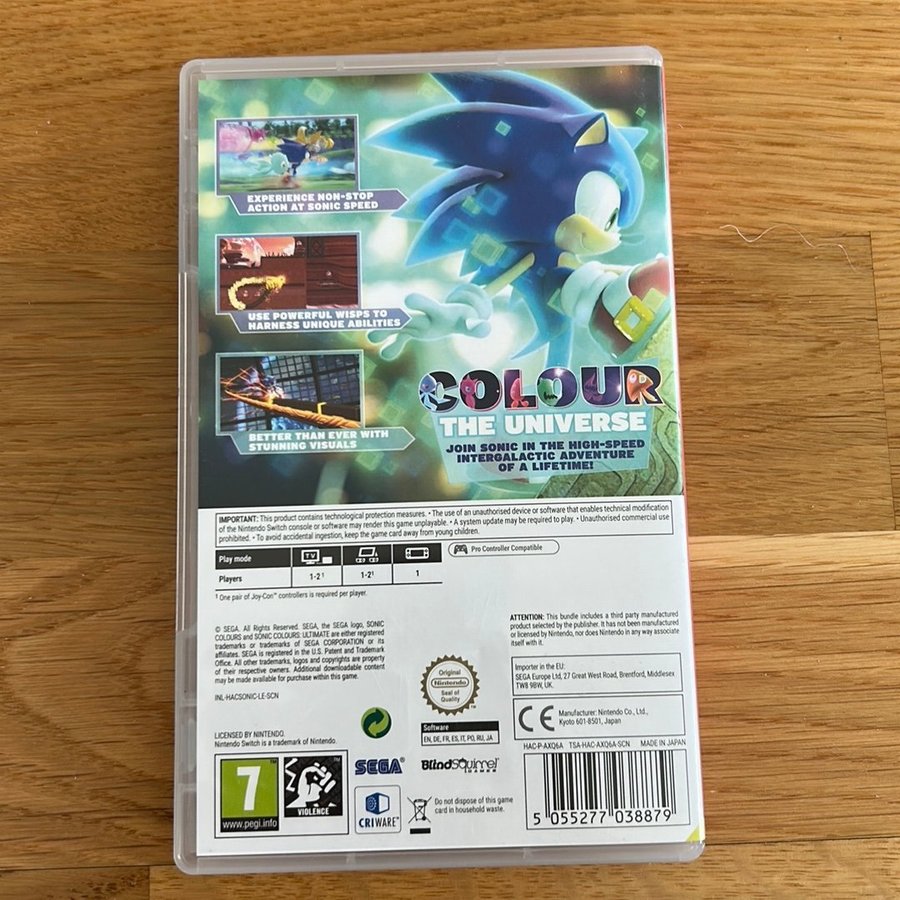 EXPERIENCE NON-STOP
ACTION AT SONIC SPEED
USE POWERFUL WISPS TO
HARNESS UNIQUE ABILITIES
BETTER THAN EVER WITH
STUNNING VISUALS
COLOUR
THE UNIVERSE
JOIN SONIC IN THE HIGH-SPEED
INTERGALACTIC ADVENTURE
OF A LIFETIME!
IMPORTANT: This product contains technological protection measures. • The use of an unauthorised device or software that enables technical modification
of the Nintendo Switch console or software may render this game unplayable. • A system update may be required to play. • Unauthorised commercial use
prohibited. • To avoid accidental ingestion, keep the game card away from young children.
Play mode TV
Players 1-2¹ 1-2¹ 1
Pro Controller Compatible
¹ One pair of Joy-Con™ controllers is required per player.
© SEGA. All Rights Reserved. SEGA, the SEGA logo, SONIC
COLOURS and SONIC COLOURS: ULTIMATE are either registered
trademarks or trademarks of SEGA CORPORATION or its
affiliates. SEGA is registered in the U.S. Patent and Trademark
Office. All other trademarks, logos and copyrights are property
of their respective owners. Additional downloadable content
may be made available for purchase within this game.
INL-HACSONIC-LE-SCN
LICENSED BY NINTENDO.
Nintendo Switch is a trademark of Nintendo.
ATTENTION: This bundle includes a third party manufactured
product selected by the publisher. It has not been manufactured
or licensed by Nintendo, nor does Nintendo in any way associate
itself with it.
Importer in the EU:
SEGA Europe Ltd, 27 Great West Road, Brentford, Middlesex
TW8 9BW, UK.
Original
Nintendo
Seal of
Quality
CE
Manufacturer: Nintendo Co., Ltd.,
Kyoto 601-8501, Japan
Software
EN, DE, FR, ES, IT, PO, RU, JA
HAC-P-AXQ6A TSA-HAC-AXQ6A-SCN MADE IN JAPAN
7
www.pegi.info
VIOLENCE
SEGA®
BlindSquirrel
GAMES
CRIWARE™
Do not dispose of this game
card in household waste.
5 055277 038879